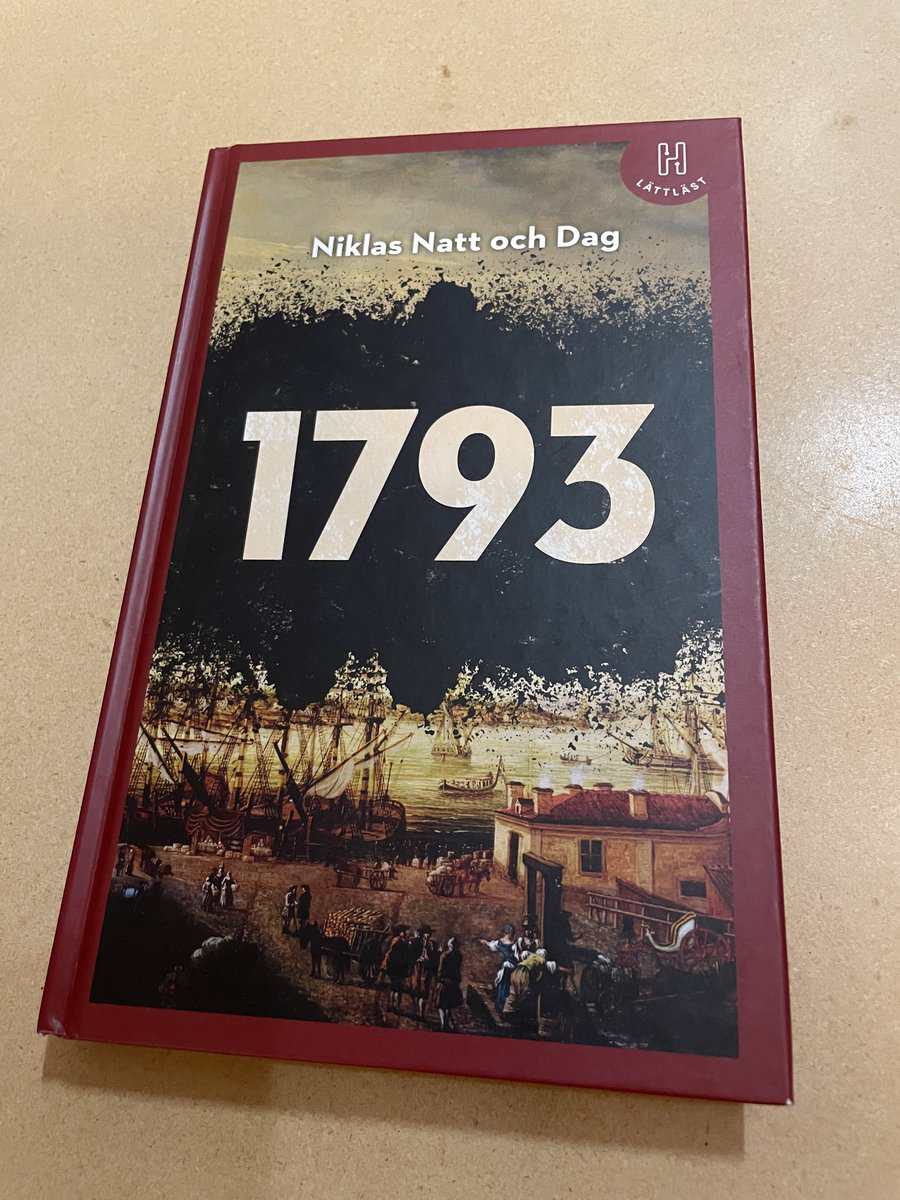 H
LÄTTLÄST
Niklas Natt och Dag
1793